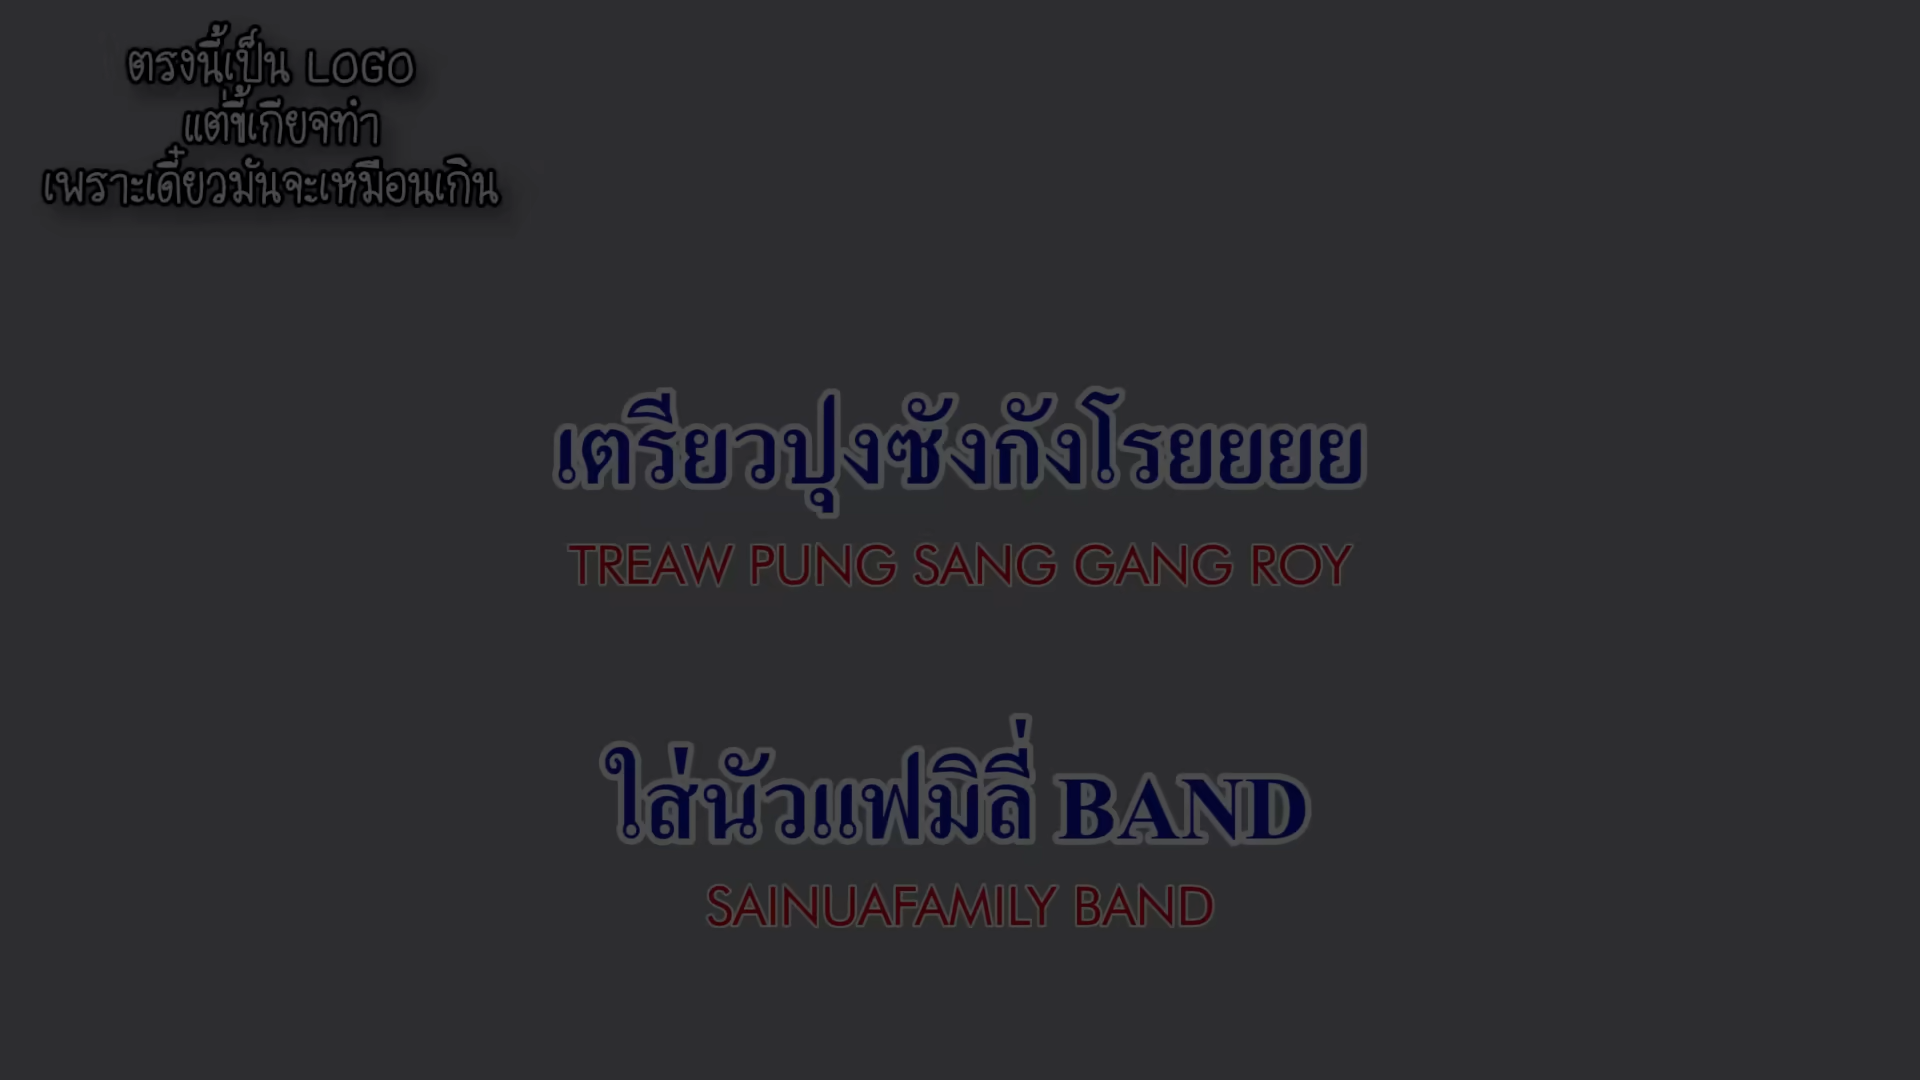 ตรงนี้เป็น LOGO
แต่ขี้เกียจทำ
เพราะเดี๋ยวมันจะเหมือนเกิน
เตรียวปุงซังกังโรยยยย
TREAW PUNG SANG GANG ROY
ใส่นัวแฟมิลี่ BAND
SAINUAFAMILY BAND